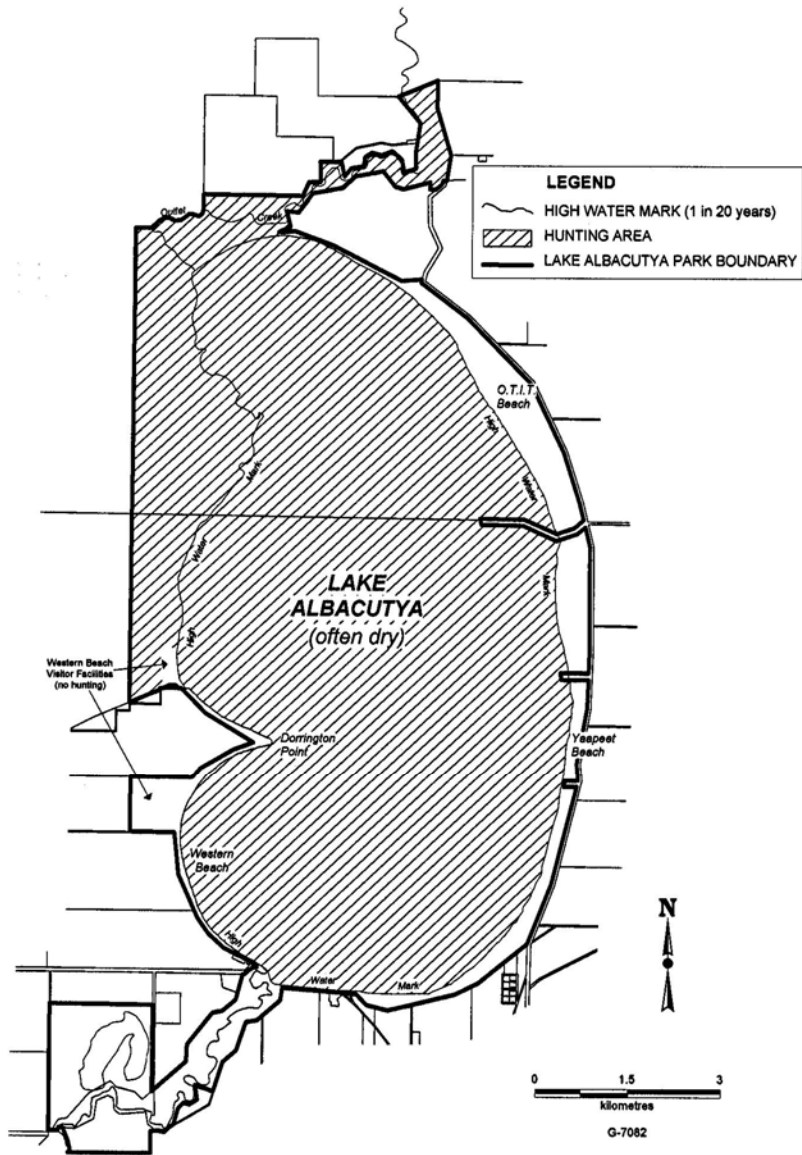 LEGEND
HIGH WATER MARK (1 in 20 years)
HUNTING AREA
LAKE ALBACUTYA PARK BOUNDARY
Outlet
Creek
O.T.I.T.
Beach
High
Water
Mark
Mark
Water
High
LAKE
ALBACUTYA
(often dry)
Western Beach
Visitor Facilities
(no hunting)
Dorrington
Point
Yaapeet
Beach
Western
Beach
High
Water
Mark
N
0 1.5 3
kilometres
G-7082